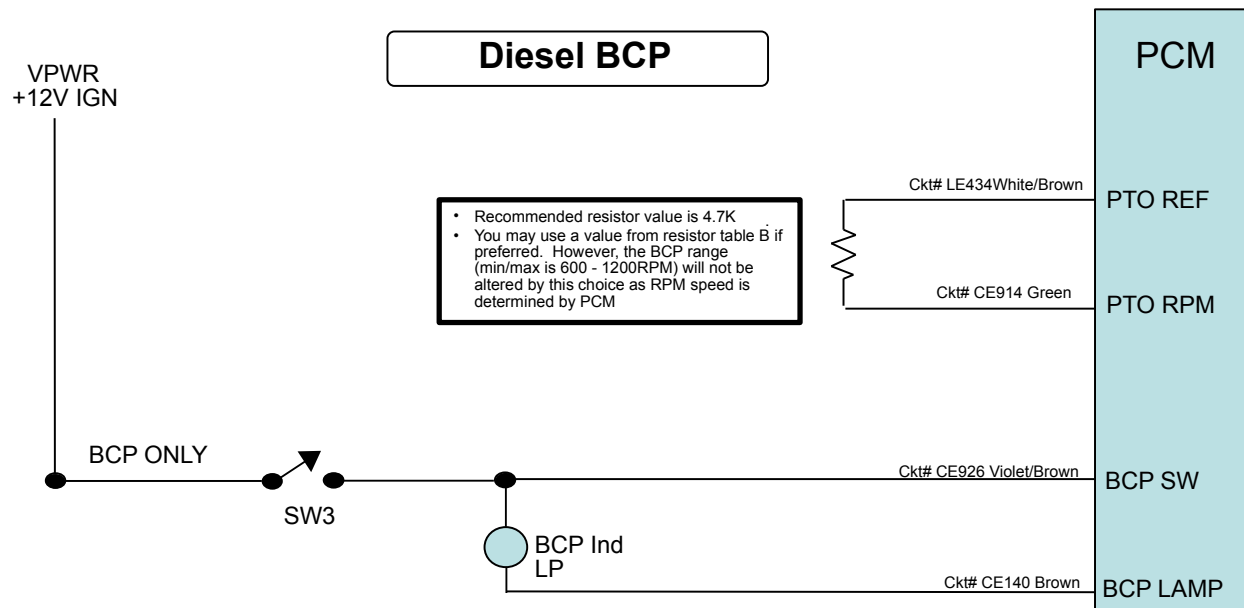 Diesel BCP
PCM
VPWR
+12V IGN
Ckt# LE434White/Brown
PTO REF
• Recommended resistor value is 4.7K
• You may use a value from resistor table B if
preferred. However, the BCP range
(min/max is 600 - 1200RPM) will not be
altered by this choice as RPM speed is
determined by PCM
Ckt# CE914 Green
PTO RPM
BCP ONLY
SW3
Ckt# CE926 Violet/Brown
BCP SW
BCP Ind
LP
Ckt# CE140 Brown
BCP LAMP